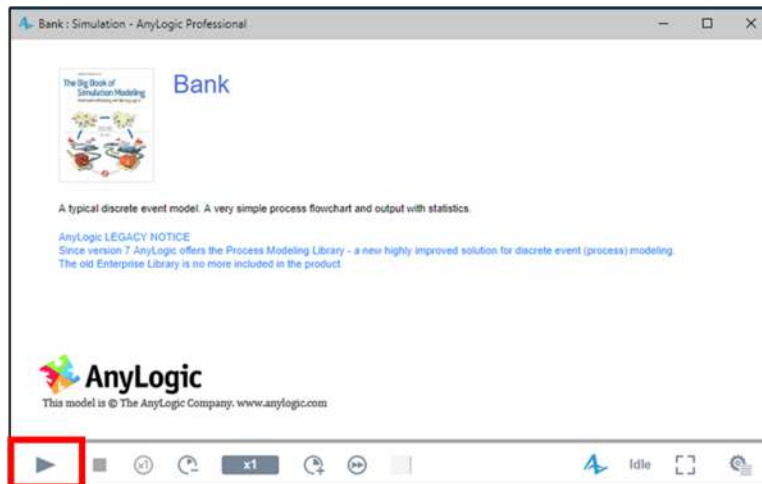 Bank : Simulation - AnyLogic Professional
The Big Book of
Simulation Modeling
Bank
A typical discrete event model. A very simple process flowchart and output with statistics.
AnyLogic LEGACY NOTICE
Since version 7 AnyLogic offers the Process Modeling Library - a new highly improved solution for discrete event (process) modeling.
The old Enterprise Library is no more included in the product
AnyLogic
This model is © The AnyLogic Company. www.anylogic.com
x1
x1
Idle